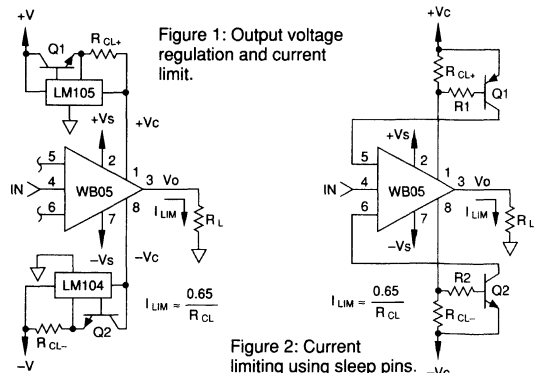 Figure 1: Output voltage
regulation and current
limit.
+V
Q1
R CL+
LM105
+VC
+VS
5
2
1
IN
4
WB05
3
Vo
6
7
8
I LIM
R L
–VS
–VC
LM104
I LIM ≈ 0.65
R CL
R CL–
Q2
–V
+VC
R CL+
R1
Q1
+VS
5
2
1
IN
4
WB05
3
Vo
6
7
8
I LIM
R L
–VS
R2
Q2
I LIM ≈ 0.65
R CL
R CL–
–VC
Figure 2: Current
limiting using sleep pins.